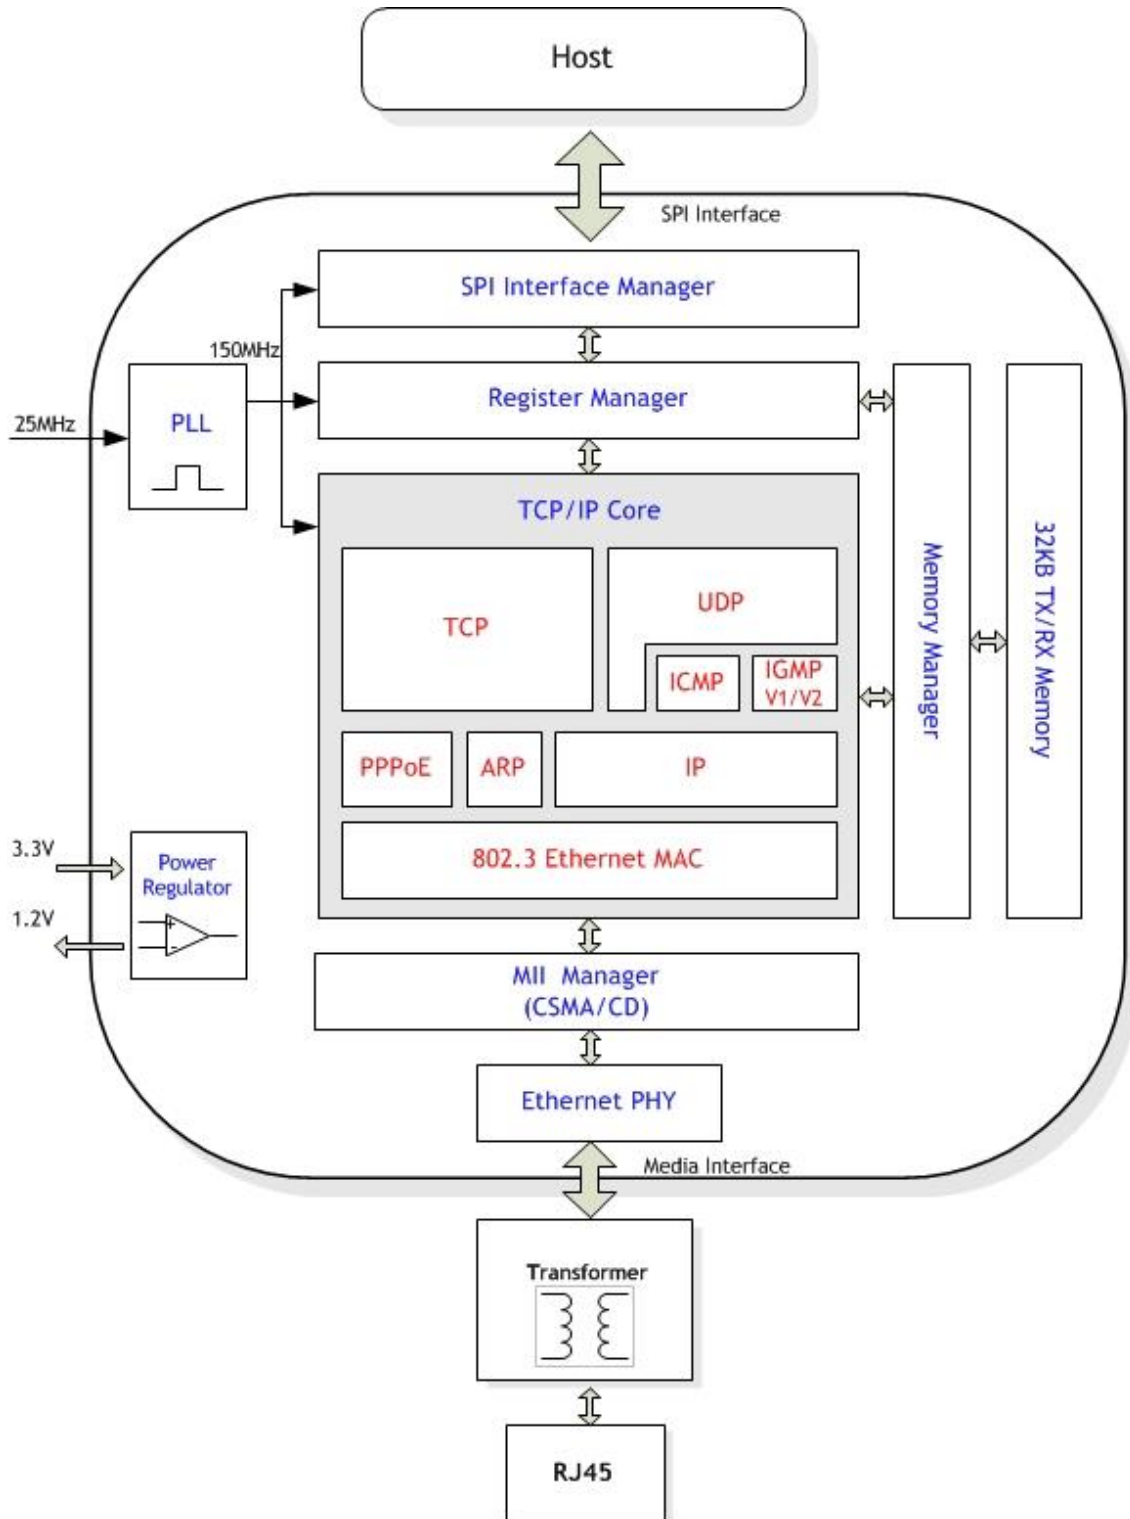 Host
SPI Interface
SPI Interface Manager
150MHz
Register Manager
25MHz
PLL
TCP/IP Core
TCP
UDP
ICMP
IGMP
V1/V2
PPPoE
ARP
IP
802.3 Ethernet MAC
Memory Manager
32KB TX/RX Memory
3.3V
1.2V
Power
Regulator
+
-
MII Manager
(CSMA/CD)
Ethernet PHY
Media Interface
Transformer
RJ45